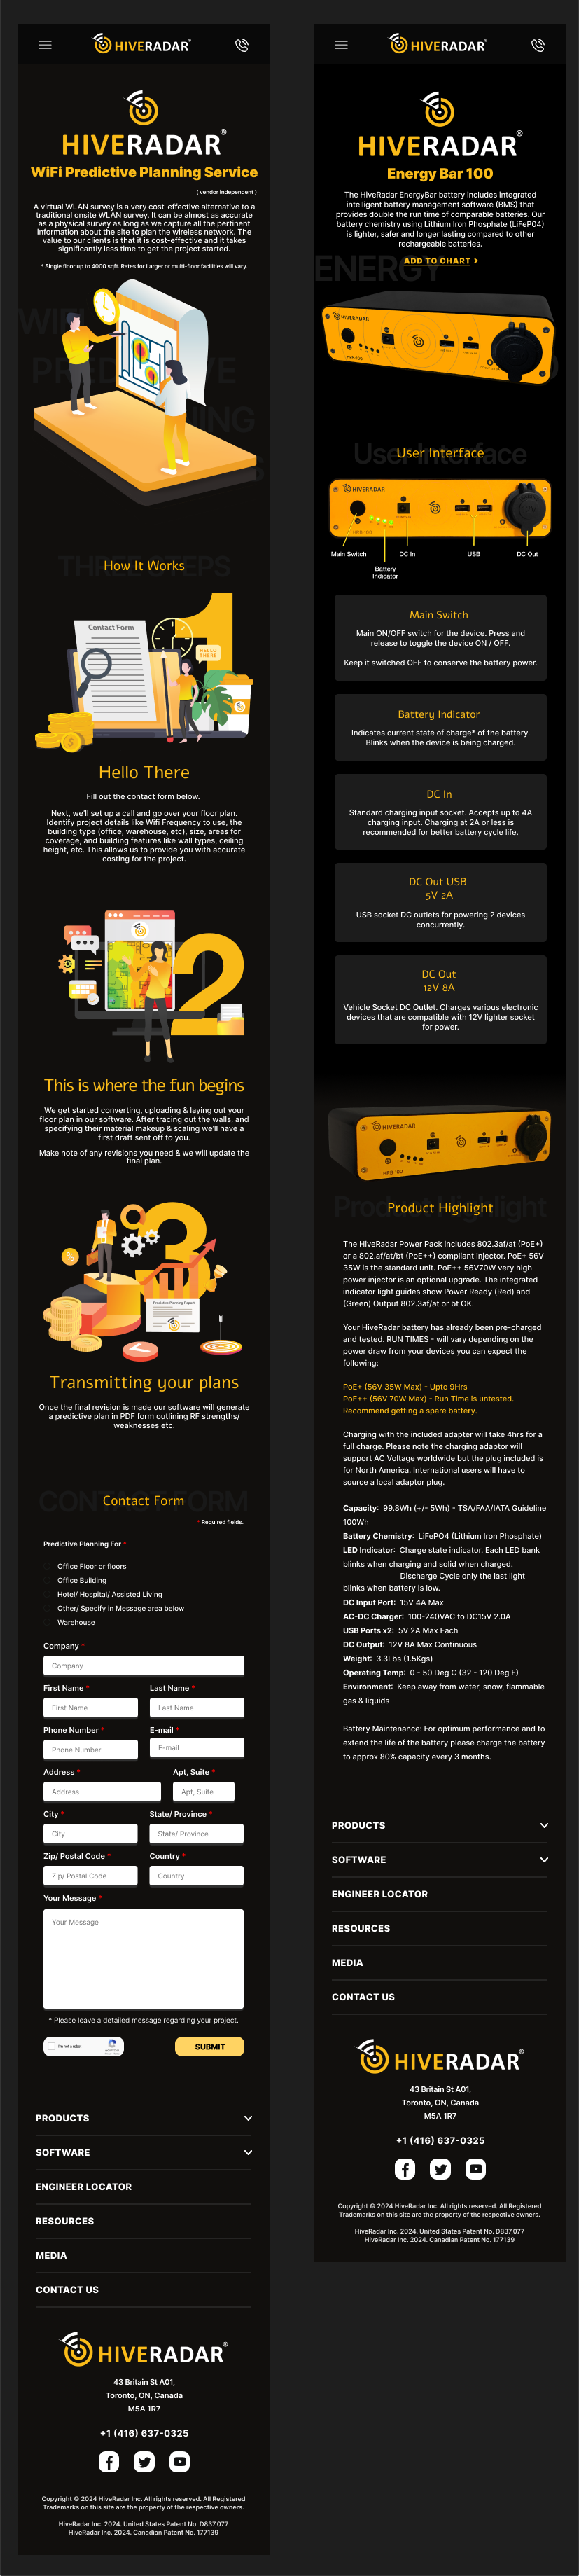 HIVERADAR®
HIVERADAR®
WiFi Predictive Planning Service
( vendor independent )
A virtual WLAN survey is a very cost-effective alternative to a
traditional onsite WLAN survey. It can be almost as accurate
as a physical survey as long as we capture all the pertinent
information about the site to plan the wireless network. The
value to our clients is that it is cost-effective and it takes
significantly less time to get the project started.
* Single floor up to 4000 sqft. Rates for Larger or multi-floor facilities will vary.
THREE STEPS
How It Works
Contact Form
HELLO
THERE
Hello There
Fill out the contact form below.
Next, we'll set up a call and go over your floor plan.
Identify project details like Wifi Frequency to use, the
building type (office, warehouse, etc), size, areas for
coverage, and building features like wall types, ceiling
height, etc. This allows us to provide you with accurate
costing for the project.
2
This is where the fun begins
We get started converting, uploading & laying out your
floor plan in our software. After tracing out the walls, and
specifying their material makeup & scaling we'll have a
first draft sent off to you.
Make note of any revisions you need & we will update the
final plan.
3
Predictive Planning Report
Transmitting your plans
Once the final revision is made our software will generate
a predictive plan in PDF form outlining RF strengths/
weaknesses etc.
CONTACT FORM
Contact Form
* Required fields.
Predictive Planning For *
Office Floor or floors
Office Building
Hotel/ Hospital/ Assisted Living
Other/ Specify in Message area below
Warehouse
Company *
Company
First Name * Last Name *
First Name Last Name
Phone Number * E-mail *
Phone Number E-mail
Address * Apt, Suite *
Address Apt, Suite
City * State/ Province *
City State/ Province
Zip/ Postal Code * Country *
Zip/ Postal Code Country
Your Message *
Your Message
* Please leave a detailed message regarding your project.
I'm not a robot
SUBMIT
PRODUCTS
SOFTWARE
ENGINEER LOCATOR
RESOURCES
MEDIA
CONTACT US
HIVERADAR®
43 Britain St A01,
Toronto, ON, Canada
M5A 1R7
+1 (416) 637-0325
Copyright © 2024 HiveRadar Inc. All rights reserved. All Registered
Trademarks on this site are the property of the respective owners.
HiveRadar Inc. 2024. United States Patent No. D837,077
HiveRadar Inc. 2024. Canadian Patent No. 177139
HIVERADAR®
HIVERADAR®
Energy Bar 100
The HiveRadar EnergyBar battery includes integrated
intelligent battery management software (BMS) that
provides double the run time of comparable batteries. Our
battery chemistry using Lithium Iron Phosphate (LiFeP04)
is lighter, safer and longer lasting compared to other
rechargeable batteries.
ENERGY
ADD TO CHART >
HIVERADAR
HRB-100
User Interface
User Interface
HIVERADAR
HRB-100
Main Switch DC In USB DC Out
Battery
Indicator
Main Switch
Main ON/OFF switch for the device. Press and
release to toggle the device ON / OFF.
Keep it switched OFF to conserve the battery power.
Battery Indicator
Indicates current state of charge* of the battery.
Blinks when the device is being charged.
DC In
Standard charging input socket. Accepts up to 4A
charging input. Charging at 2A or less is
recommended for better battery cycle life.
DC Out USB
5V 2A
USB socket DC outlets for powering 2 devices
concurrently.
DC Out
12V 8A
Vehicle Socket DC Outlet. Charges various electronic
devices that are compatible with 12V lighter socket
for power.
HIVERADAR
HRB-100
Product Highlight
Product Highlight
The HiveRadar Power Pack includes 802.3af/at (PoE+)
or a 802.af/at/bt (PoE++) compliant injector. PoE+ 56V
35W is the standard unit. PoE++ 56V70W very high
power injector is an optional upgrade. The integrated
indicator light guides show Power Ready (Red) and
(Green) Output 802.3af/at or bt OK.
Your HiveRadar battery has already been pre-charged
and tested. RUN TIMES - will vary depending on the
power draw from your devices you can expect the
following:
PoE+ (56V 35W Max) - Upto 9Hrs
PoE++ (56V 70W Max) - Run Time is untested.
Recommend getting a spare battery.
Charging with the included adapter will take 4hrs for a
full charge. Please note the charging adaptor will
support AC Voltage worldwide but the plug included is
for North America. International users will have to
source a local adaptor plug.
Capacity: 99.8Wh (+/- 5Wh) - TSA/FAA/IATA Guideline
100Wh
Battery Chemistry: LiFePO4 (Lithium Iron Phosphate)
LED Indicator: Charge state indicator. Each LED bank
blinks when charging and solid when charged.
Discharge Cycle only the last light
blinks when battery is low.
DC Input Port: 15V 4A Max
AC-DC Charger: 100-240VAC to DC15V 2.0A
USB Ports x2: 5V 2A Max Each
DC Output: 12V 8A Max Continuous
Weight: 3.3Lbs (1.5Kgs)
Operating Temp: 0 - 50 Deg C (32 - 120 Deg F)
Environment: Keep away from water, snow, flammable
gas & liquids
Battery Maintenance: For optimum performance and to
extend the life of the battery please charge the battery
to approx 80% capacity every 3 months.
PRODUCTS
SOFTWARE
ENGINEER LOCATOR
RESOURCES
MEDIA
CONTACT US
HIVERADAR®
43 Britain St A01,
Toronto, ON, Canada
M5A 1R7
+1 (416) 637-0325
Copyright © 2024 HiveRadar Inc. All rights reserved. All Registered
Trademarks on this site are the property of the respective owners.
HiveRadar Inc. 2024. United States Patent No. D837,077
HiveRadar Inc. 2024. Canadian Patent No. 177139